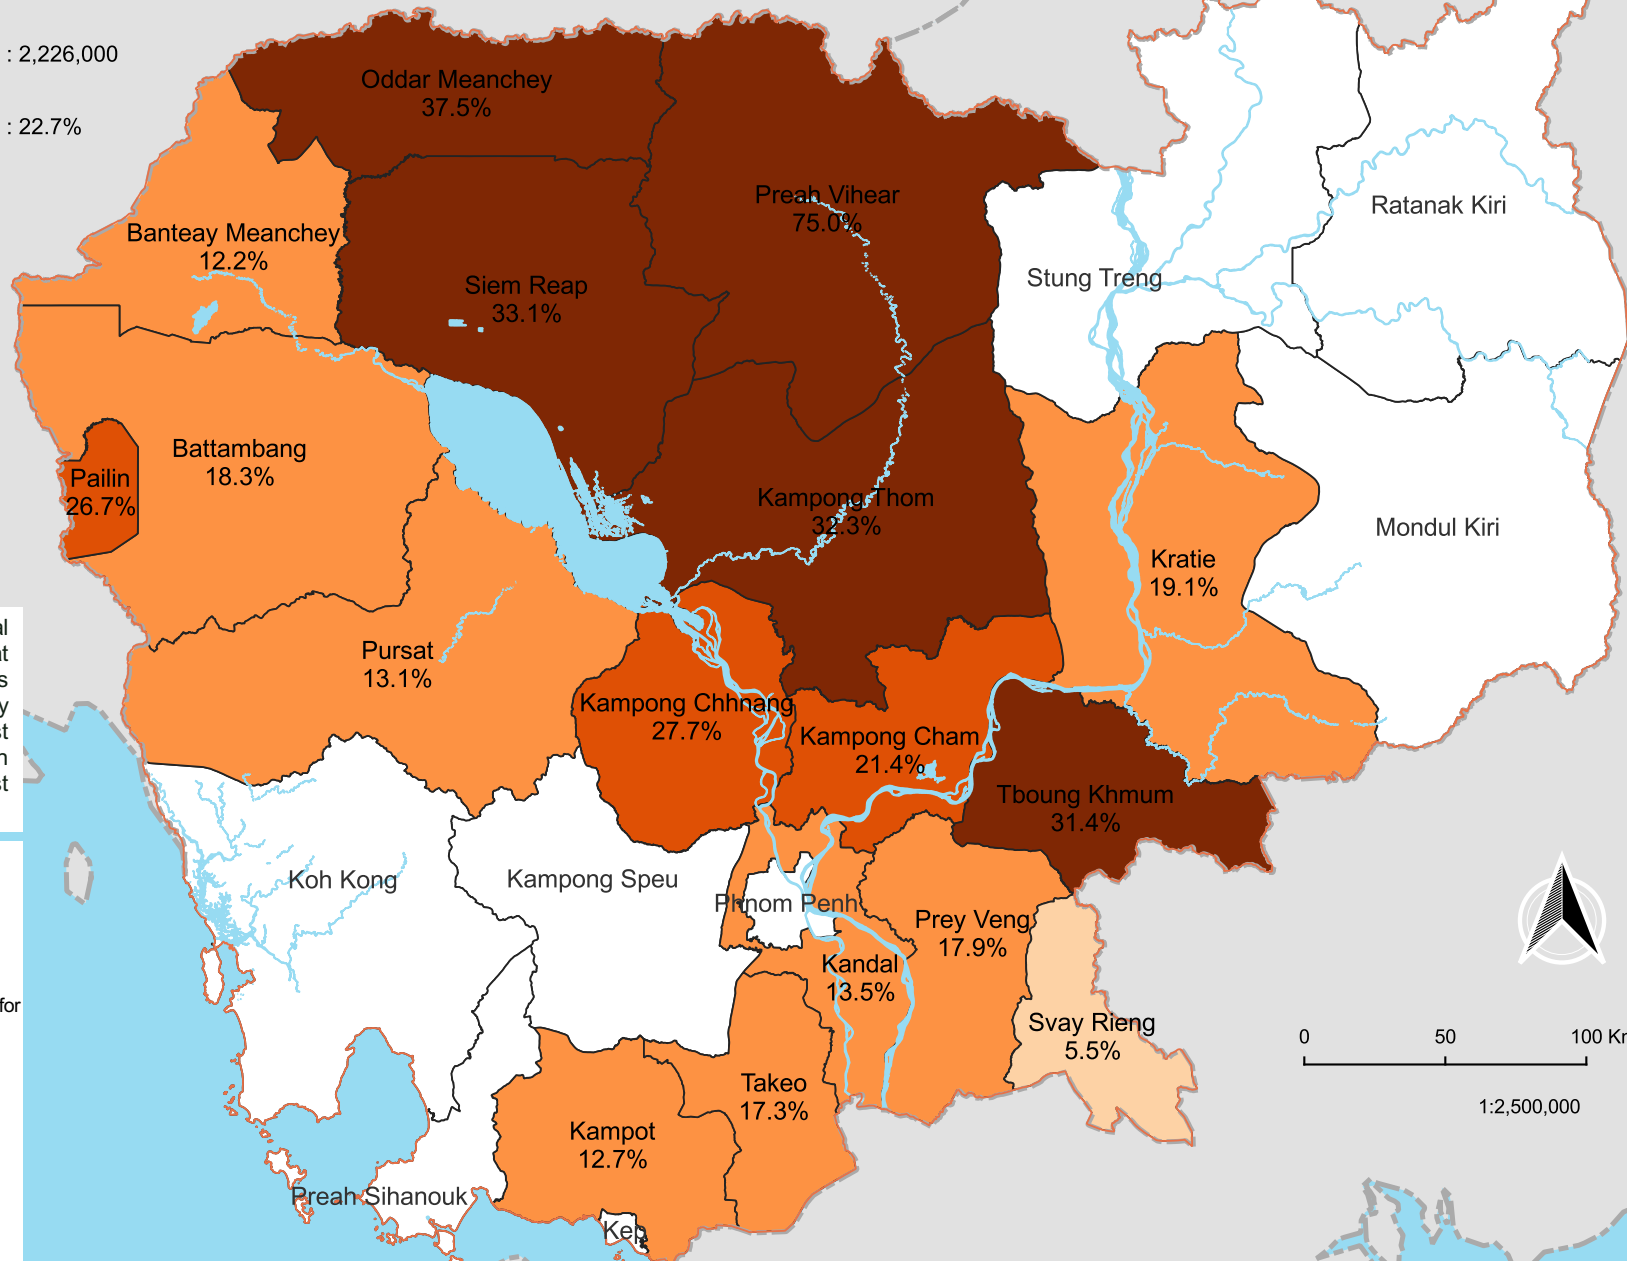 : 2,226,000
: 22.7%
Oddar Meanchey
37.5%
Preah Vihear
75.0%
Banteay Meanchey
12.2%
Siem Reap
33.1%
Ratanak Kiri
Stung Treng
Battambang
18.3%
Pailin
26.7%
Kampong Thom
32.3%
Mondul Kiri
Kratie
19.1%
Pursat
13.1%
Kampong Chhnang
27.7%
Kampong Cham
21.4%
Tboung Khmum
31.4%
Koh Kong
Kampong Speu
Phnom Penh
Prey Veng
17.9%
Kandal
13.5%
for
Svay Rieng
5.5%
0 50 100 Km
1:2,500,000
Takeo
17.3%
Kampot
12.7%
Preah Sihanouk
Kep